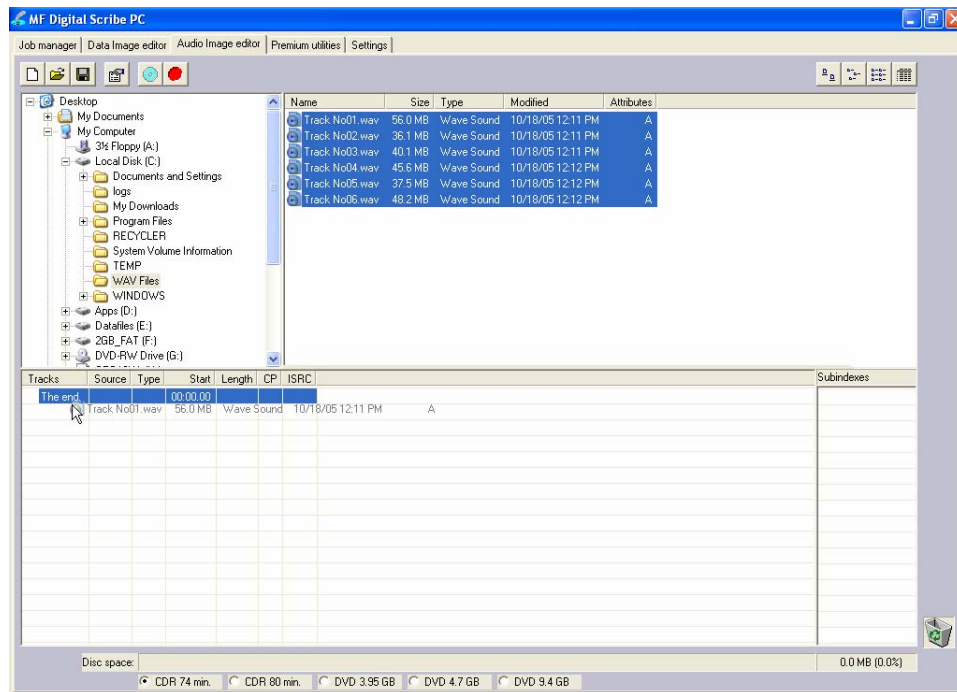 MF Digital Scribe PC
Job manager Data Image editor Audio Image editor Premium utilities Settings
Desktop
My Documents
My Computer
3½ Floppy (A:)
Local Disk (C:)
Documents and Settings
logs
My Downloads
Program Files
RECYCLER
System Volume Information
TEMP
WAV Files
WINDOWS
Apps (D:)
Datafiles (E:)
2GB_FAT (F:)
DVD-RW Drive (G:)
Name Size Type Modified Attributes
Track No01.wav 56.0 MB Wave Sound 10/18/05 12:11 PM A
Track No02.wav 36.1 MB Wave Sound 10/18/05 12:11 PM A
Track No03.wav 40.1 MB Wave Sound 10/18/05 12:11 PM A
Track No04.wav 45.6 MB Wave Sound 10/18/05 12:12 PM A
Track No05.wav 37.5 MB Wave Sound 10/18/05 12:12 PM A
Track No06.wav 48.2 MB Wave Sound 10/18/05 12:12 PM A
Tracks Source Type Start Length CP ISRC Subindexes
The end. 00:00.00
Track No01.wav 56.0 MB Wave Sound 10/18/05 12:11 PM A
Disc space: 0.0 MB (0.0%)
CDR 74 min. CDR 80 min. DVD 3.95 GB DVD 4.7 GB DVD 9.4 GB